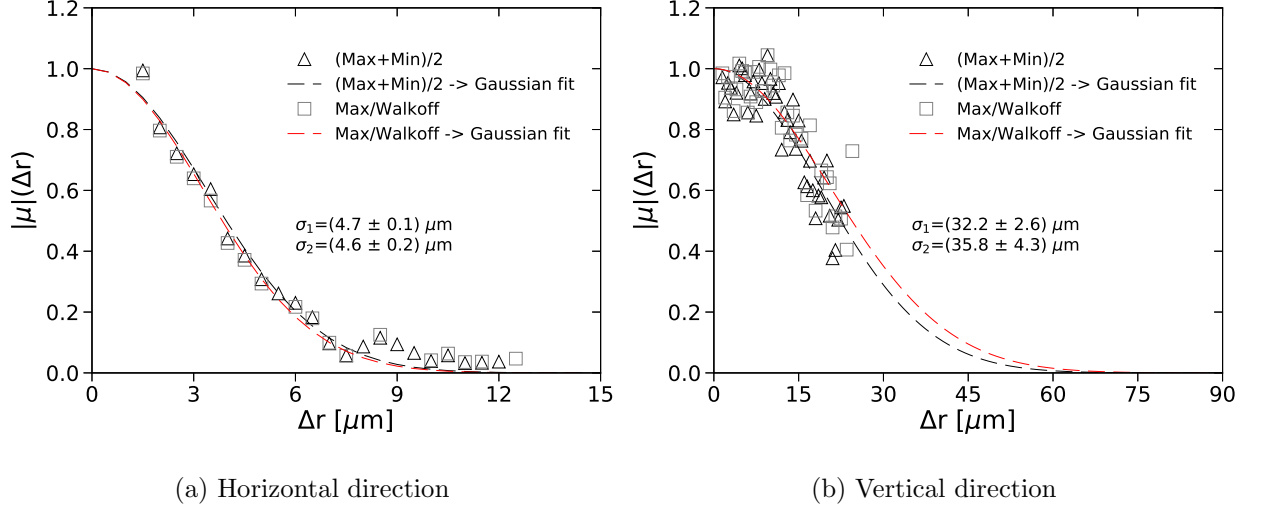 1.2
1.0
0.8
0.6
0.4
0.2
0.0
|μ|(Δr)
(Max+Min)/2
(Max+Min)/2 -> Gaussian fit
Max/Walkoff
Max/Walkoff -> Gaussian fit
σ1=(4.7 ± 0.1) μm
σ2=(4.6 ± 0.2) μm
0 3 6 9 12 15
Δr [μm]
(a) Horizontal direction
1.2
1.0
0.8
0.6
0.4
0.2
0.0
|μ|(Δr)
(Max+Min)/2
(Max+Min)/2 -> Gaussian fit
Max/Walkoff
Max/Walkoff -> Gaussian fit
σ1=(32.2 ± 2.6) μm
σ2=(35.8 ± 4.3) μm
0 15 30 45 60 75 90
Δr [μm]
(b) Vertical direction